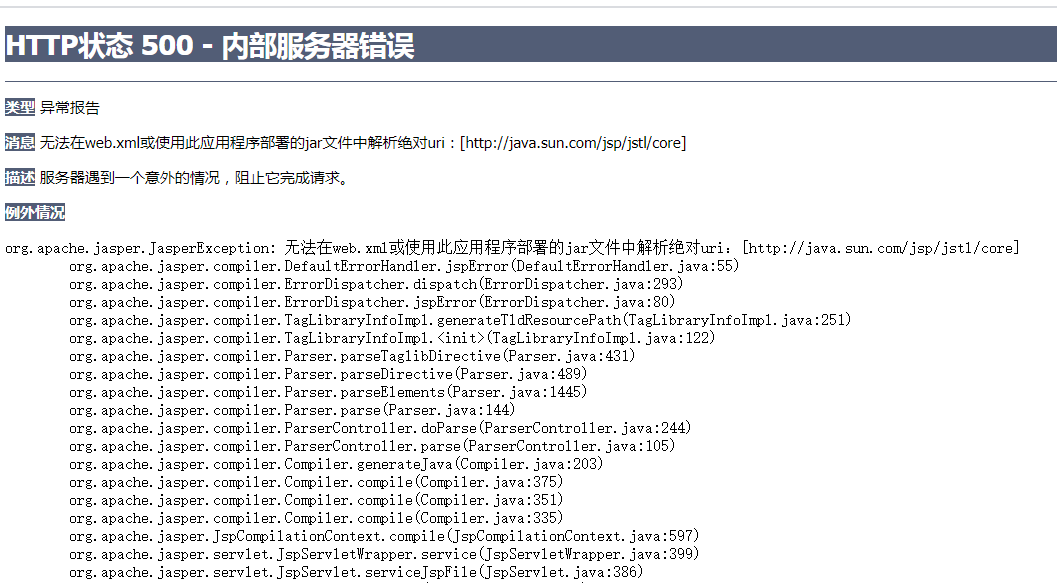 HTTP状态 500 - 内部服务器错误
类型 异常报告
消息 无法在web.xml或使用此应用程序部署的jar文件中解析绝对uri：[http://java.sun.com/jsp/jstl/core]
描述 服务器遇到一个意外的情况，阻止它完成请求。
例外情况
org.apache.jasper.JasperException: 无法在web.xml或使用此应用程序部署的jar文件中解析绝对uri：[http://java.sun.com/jsp/jstl/core]
org.apache.jasper.compiler.DefaultErrorHandler.jspError(DefaultErrorHandler.java:55)
org.apache.jasper.compiler.ErrorDispatcher.dispatch(ErrorDispatcher.java:293)
org.apache.jasper.compiler.ErrorDispatcher.jspError(ErrorDispatcher.java:80)
org.apache.jasper.compiler.TagLibraryInfoImpl.generateTldResourcePath(TagLibraryInfoImpl.java:251)
org.apache.jasper.compiler.TagLibraryInfoImpl.<init>(TagLibraryInfoImpl.java:122)
org.apache.jasper.compiler.Parser.parseTaglibDirective(Parser.java:431)
org.apache.jasper.compiler.Parser.parseDirective(Parser.java:489)
org.apache.jasper.compiler.Parser.parseElements(Parser.java:1445)
org.apache.jasper.compiler.Parser.parse(Parser.java:144)
org.apache.jasper.compiler.ParserController.doParse(ParserController.java:244)
org.apache.jasper.compiler.ParserController.parse(ParserController.java:105)
org.apache.jasper.compiler.Compiler.generateJava(Compiler.java:203)
org.apache.jasper.compiler.Compiler.compile(Compiler.java:375)
org.apache.jasper.compiler.Compiler.compile(Compiler.java:351)
org.apache.jasper.compiler.Compiler.compile(Compiler.java:335)
org.apache.jasper.JspCompilationContext.compile(JspCompilationContext.java:597)
org.apache.jasper.servlet.JspServletWrapper.service(JspServletWrapper.java:399)
org.apache.jasper.servlet.JspServlet.serviceJspFile(JspServlet.java:386)